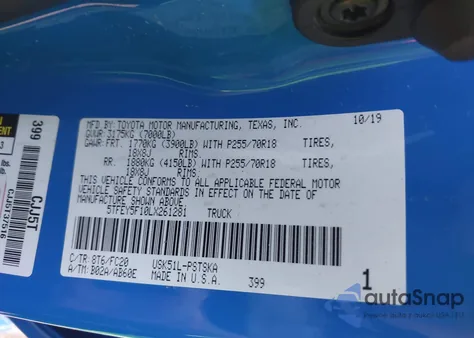 MFD. BY: TOYOTA MOTOR MANUFACTURING, TEXAS, INC. 10/19
GVWR 3175KG (7000LB)
GAWR: FRT. 1770KG (3900LB) WITH P255/70R18 TIRES,
18X8J RIMS.
RR. 1880KG (4150LB) WITH P255/70R18 TIRES,
18X8J RIMS.
THIS VEHICLE CONFORMS TO ALL APPLICABLE FEDERAL MOTOR
VEHICLE SAFETY STANDARDS IN EFFECT ON THE DATE OF
MANUFACTURE SHOWN ABOVE.
5TFEY5F10LX261281 TRUCK
C/TR: 8T6/FC20 USK51L-PSTSKA
A/TM: B02A/AB60E MADE IN U.S.A. 399
1
399
CJU5T
lbs.
autoSnap